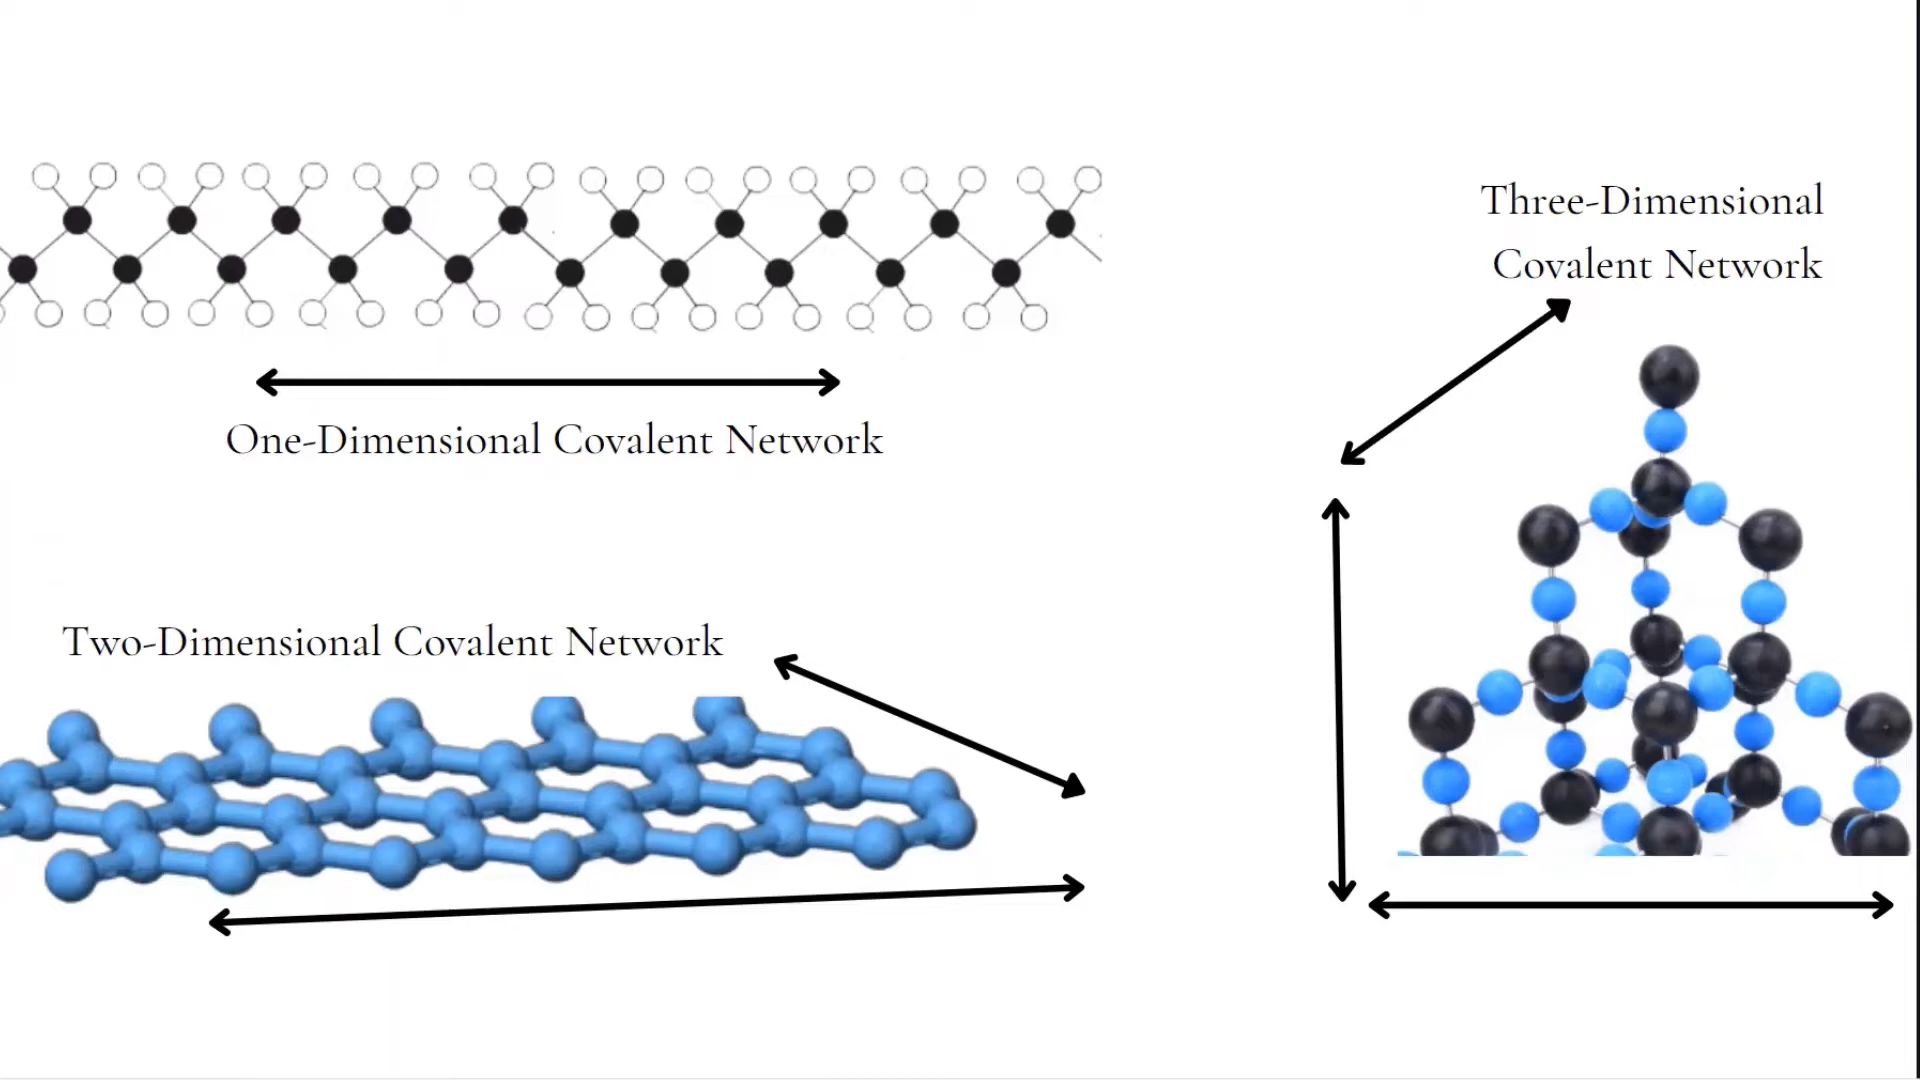 Three-Dimensional
Covalent Network
One-Dimensional Covalent Network
Two-Dimensional Covalent Network